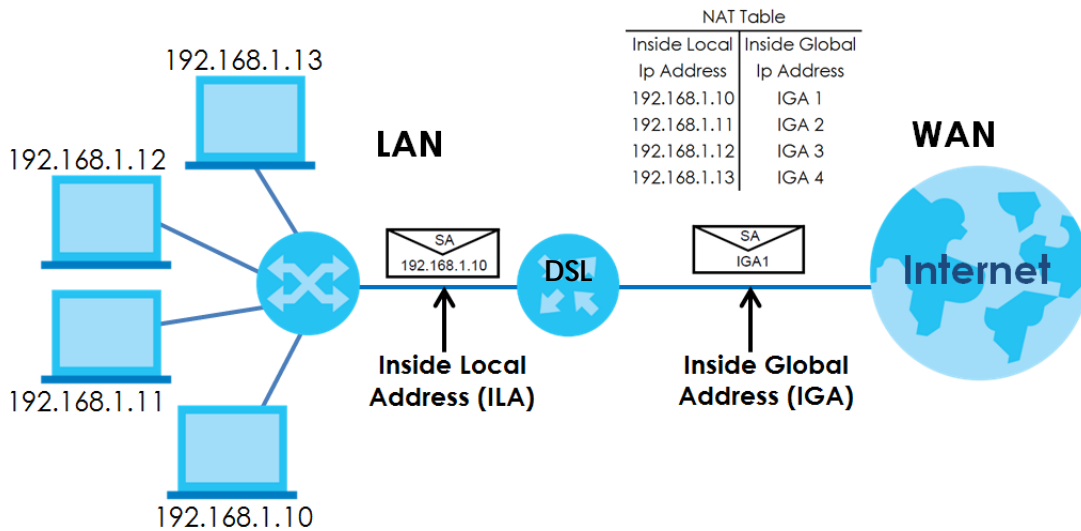 NAT Table
Inside Local Inside Global
Ip Address Ip Address
192.168.1.10 IGA 1
192.168.1.11 IGA 2
192.168.1.12 IGA 3
192.168.1.13 IGA 4
192.168.1.13
192.168.1.12
LAN
WAN
SA
192.168.1.10
DSL
SA
IGA1
Internet
192.168.1.11
Inside Local
Address (ILA)
Inside Global
Address (IGA)
192.168.1.10